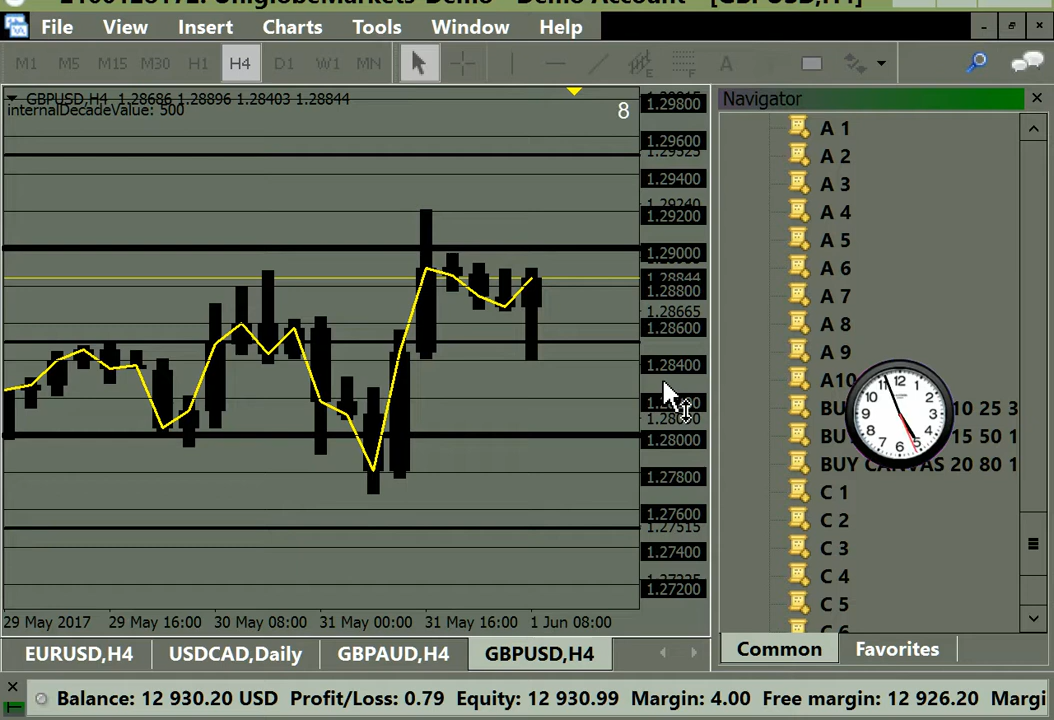 File View Insert Charts Tools Window Help
M1 M5 M15 M30 H1 H4 D1 W1 MN
GBPUSD,H4 1.28686 1.28896 1.28403 1.28844
internalDecadeValue: 500
8
1.29800
1.29600
1.29400
1.29240
1.29200
1.29000
1.28844
1.28800
1.28665
1.28600
1.28400
1.28000
1.27800
1.27600
1.27515
1.27400
1.27200
29 May 2017 29 May 16:00 30 May 08:00 31 May 00:00 31 May 16:00 1 Jun 08:00
EURUSD,H4 USDCAD,Daily GBPAUD,H4 GBPUSD,H4
Navigator
A 1
A 2
A 3
A 4
A 5
A 6
A 7
A 8
A 9
A10
10 25 3
15 50 1
BUY CANVAS 20 80 1
C 1
C 2
C 3
C 4
C 5
Common Favorites
Balance: 12 930.20 USD Profit/Loss: 0.79 Equity: 12 930.99 Margin: 4.00 Free margin: 12 926.20 Margi